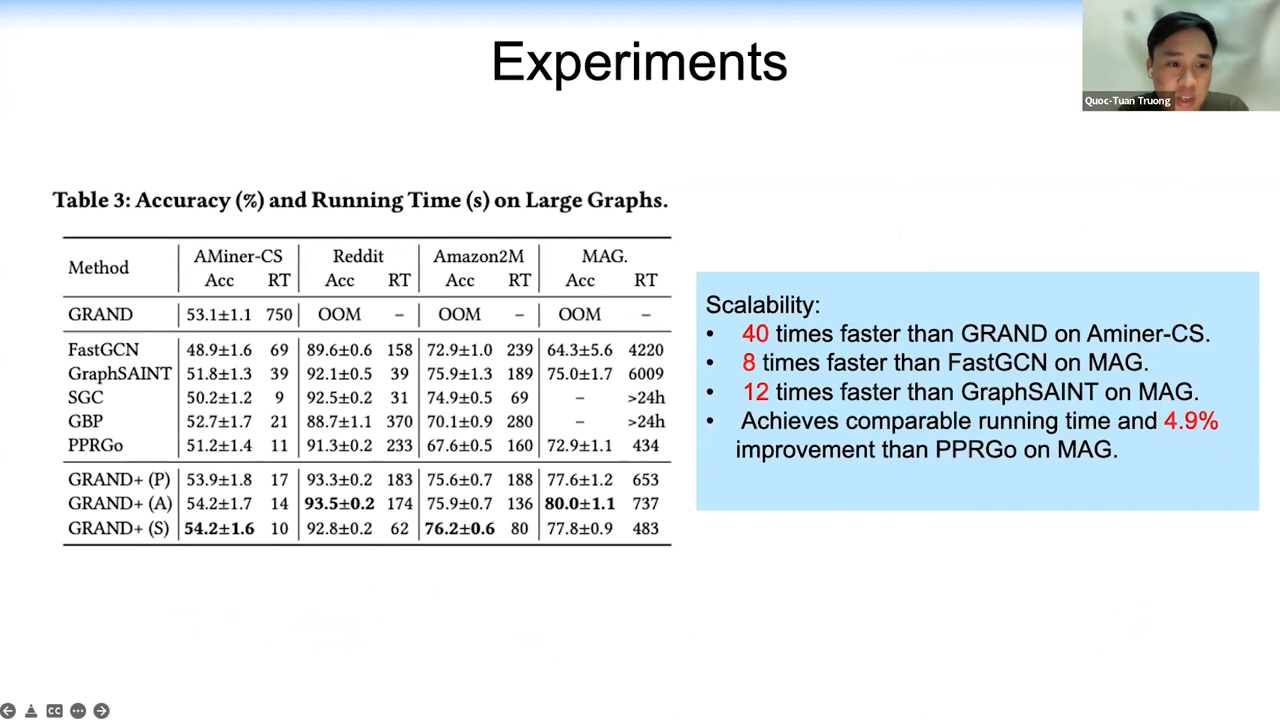 Experiments
Quoc-Tuan Truong
Table 3: Accuracy (%) and Running Time (s) on Large Graphs.
Method AMiner-CS Reddit Amazon2M MAG.
Acc RT Acc RT Acc RT Acc RT
GRAND 53.1±1.1 750 OOM – OOM – OOM –
FastGCN 48.9±1.6 69 89.6±0.6 158 72.9±1.0 239 64.3±5.6 4220
GraphSAINT 51.8±1.3 39 92.1±0.5 39 75.9±1.3 189 75.0±1.7 6009
SGC 50.2±1.2 9 92.5±0.2 31 74.9±0.5 69 – >24h
GBP 52.7±1.7 21 88.7±1.1 370 70.1±0.9 280 – >24h
PPRGo 51.2±1.4 11 91.3±0.2 233 67.6±0.5 160 72.9±1.1 434
GRAND+ (P) 53.9±1.8 17 93.3±0.2 183 75.6±0.7 188 77.6±1.2 653
GRAND+ (A) 54.2±1.7 14 93.5±0.2 174 75.9±0.7 136 80.0±1.1 737
GRAND+ (S) 54.2±1.6 10 92.8±0.2 62 76.2±0.6 80 77.8±0.9 483
Scalability:
• 40 times faster than GRAND on Aminer-CS.
• 8 times faster than FastGCN on MAG.
• 12 times faster than GraphSAINT on MAG.
• Achieves comparable running time and 4.9%
improvement than PPRGo on MAG.
CC